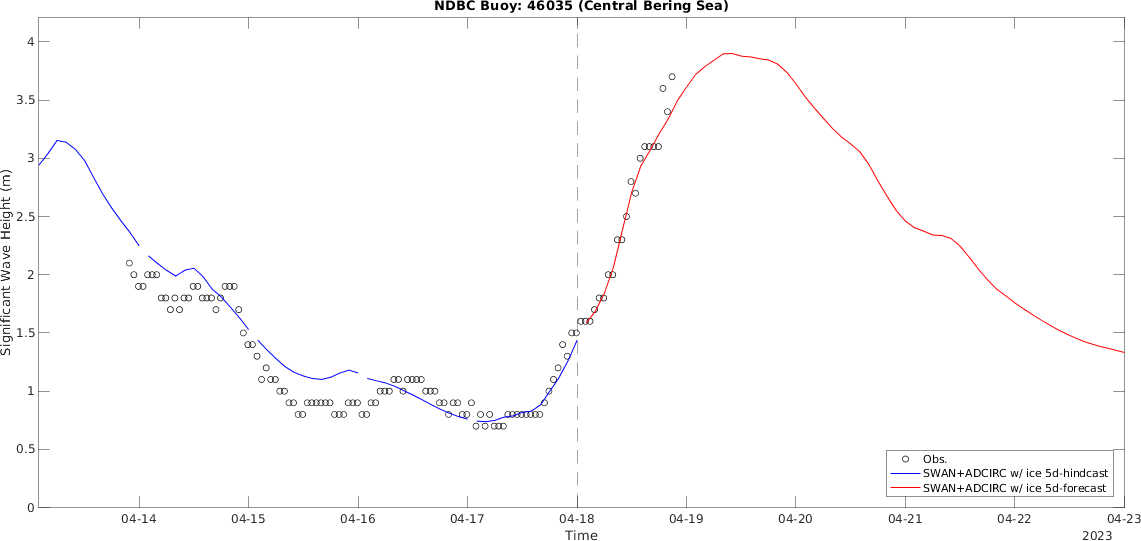 NDBC Buoy: 46035 (Central Bering Sea)
4
3.5
3
2.5
2
1.5
1
0.5
0
Significant Wave Height (m)
Obs.
SWAN+ADCIRC w/ ice 5d-hindcast
SWAN+ADCIRC w/ ice 5d-forecast
04-14 04-15 04-16 04-17 04-18 04-19 04-20 04-21 04-22 04-23
Time
2023